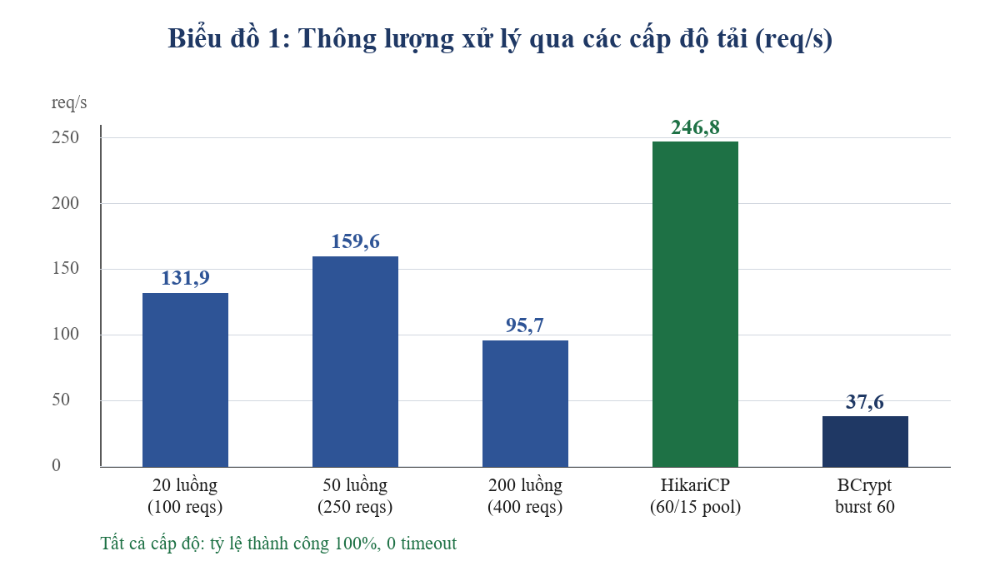 Biểu đồ 1: Thông lượng xử lý qua các cấp độ tải (req/s)
req/s
250
200
150
100
50
0
131,9
159,6
95,7
246,8
37,6
20 luồng
(100 reqs)
50 luồng
(250 reqs)
200 luồng
(400 reqs)
HikariCP
(60/15 pool)
BCrypt
burst 60
Tất cả cấp độ: tỷ lệ thành công 100%, 0 timeout